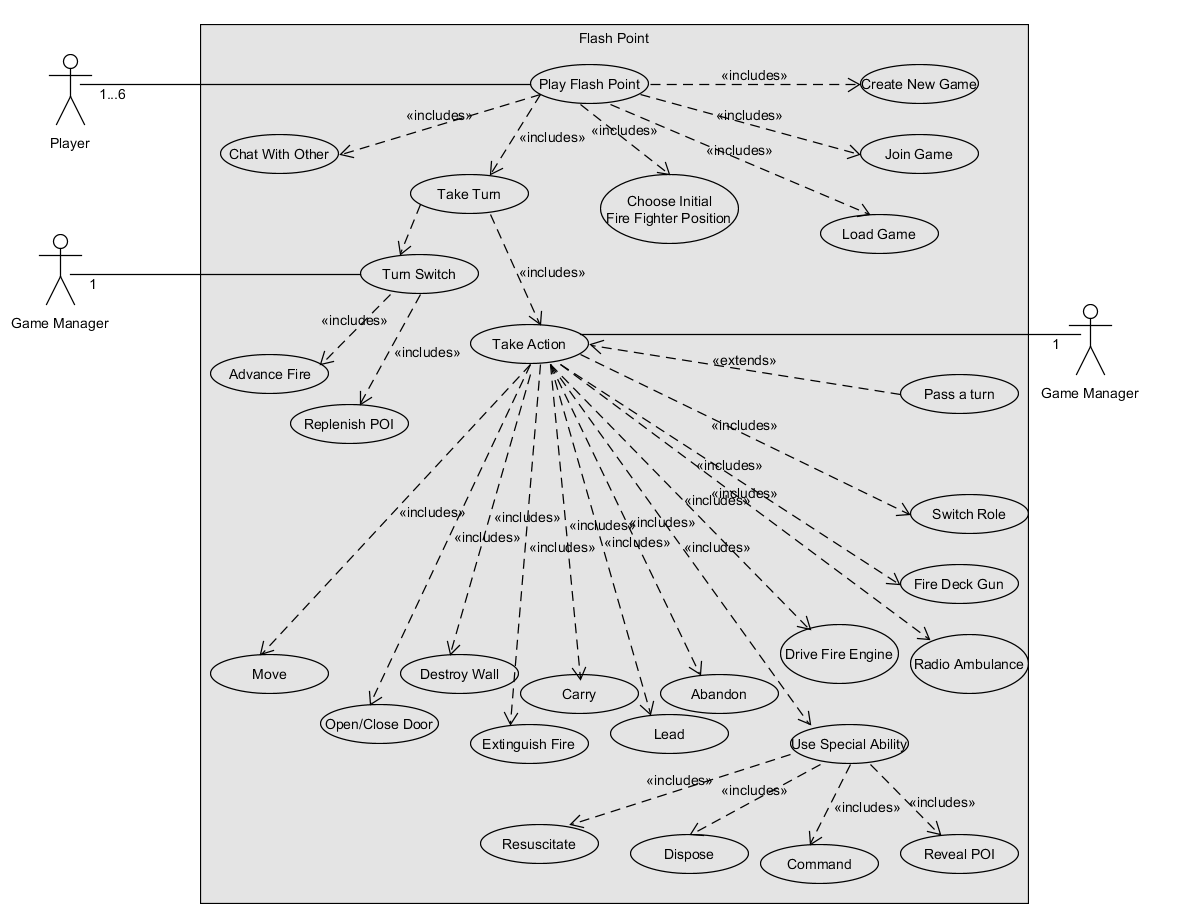 Flash Point
Play Flash Point
«includes»
Create New Game
1...6
Player
«includes»
«includes»
«includes»
«includes»
«includes»
Chat With Other
Join Game
Take Turn
Choose Initial
Fire Fighter Position
Load Game
Game Manager
1
Turn Switch
«includes»
«includes»
«includes»
Advance Fire
Replenish POI
Take Action
1
Game Manager
«extends»
Pass a turn
«includes»
«includes»
«includes»
«includes»
«includes»
«includes»
«includes»
«includes»
«includes»
«includes»
«includes»
«includes»
Switch Role
Fire Deck Gun
Drive Fire Engine
Radio Ambulance
Move
Destroy Wall
Carry
Abandon
Open/Close Door
Extinguish Fire
Lead
Use Special Ability
«includes»
«includes»
«includes»
«includes»
Resuscitate
Dispose
Command
Reveal POI